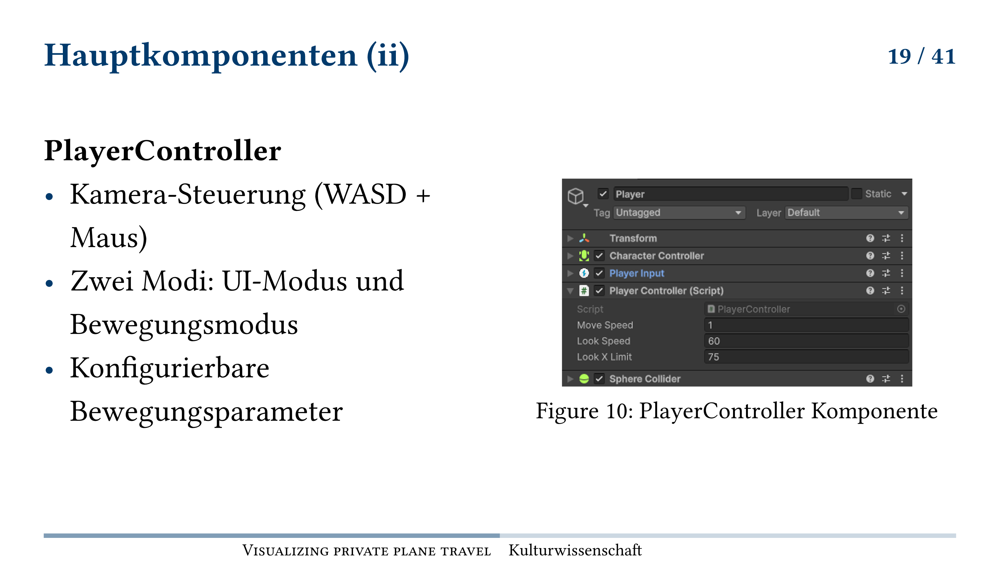 Hauptkomponenten (ii)
19 / 41
PlayerController
• Kamera-Steuerung (WASD +
Maus)
• Zwei Modi: UI-Modus und
Bewegungsmodus
• Konfigurierbare
Bewegungsparameter
Player
Static
Tag Untagged
Layer Default
Transform
Character Controller
Player Input
Player Controller (Script)
Script PlayerController
Move Speed 1
Look Speed 60
Look X Limit 75
Sphere Collider
Figure 10: PlayerController Komponente
Visualizing private plane travel
Kulturwissenschaft